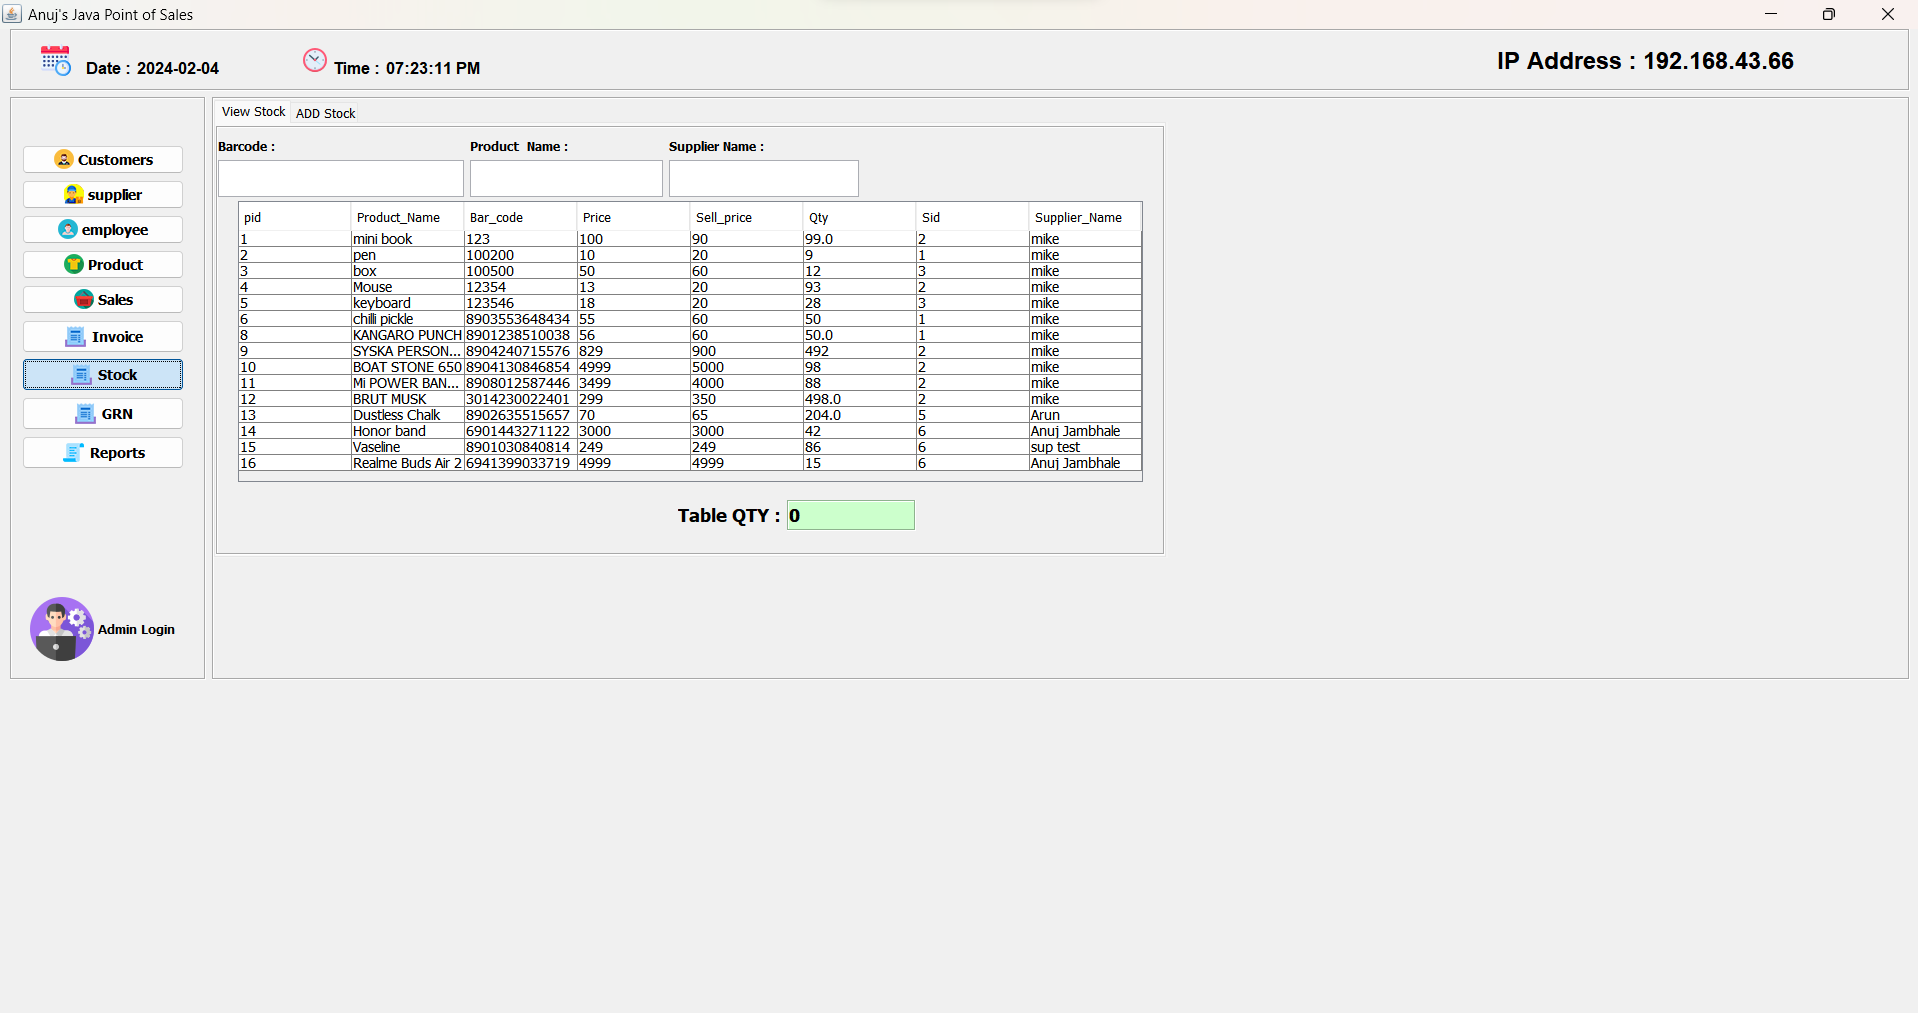 Anuj's Java Point of Sales
Date : 2024-02-04 Time : 07:23:11 PM IP Address : 192.168.43.66
Customers
supplier
employee
Product
Sales
Invoice
Stock
GRN
Reports
Admin Login
View Stock ADD Stock
Barcode : Product Name : Supplier Name :
pid Product_Name Bar_code Price Sell_price Qty Sid Supplier_Name
1 mini book 123 100 90 99.0 2 mike
2 pen 100200 10 20 9 1 mike
3 box 100500 50 60 12 3 mike
4 Mouse 12354 13 20 93 2 mike
5 keyboard 123546 18 20 28 3 mike
6 chilli pickle 8903553648434 55 60 50 1 mike
8 KANGARO PUNCH 8901238510038 56 60 50.0 1 mike
9 SYSKA PERSON... 8904240715576 829 900 492 2 mike
10 BOAT STONE 650 8904130846854 4999 5000 98 2 mike
11 Mi POWER BAN... 8908012587446 3499 4000 88 2 mike
12 BRUT MUSK 3014230022401 299 350 498.0 2 mike
13 Dustless Chalk 8902635515657 70 65 204.0 5 Arun
14 Honor band 6901443271122 3000 3000 42 6 Anuj Jambhale
15 Vaseline 8901030840814 249 249 86 6 sup test
16 Realme Buds Air 2 6941399033719 4999 4999 15 6 Anuj Jambhale
Table QTY : 0